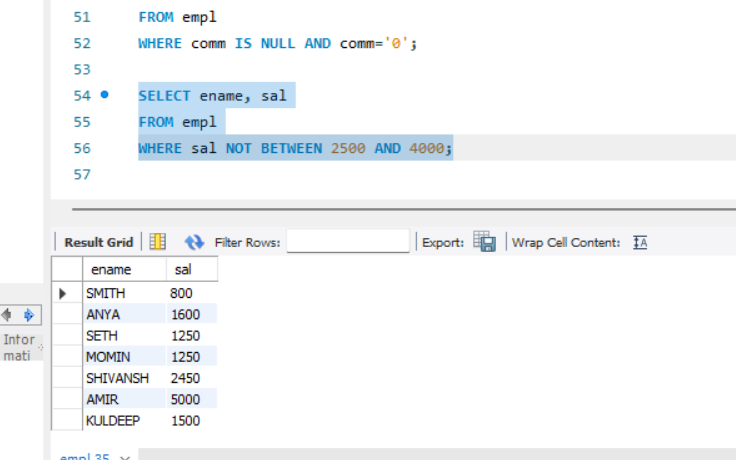 51 FROM empl
52 WHERE comm IS NULL AND comm='0';
53
54 SELECT ename, sal
55 FROM empl
56 WHERE sal NOT BETWEEN 2500 AND 4000;
57
Result Grid Filter Rows: Export: Wrap Cell Content: IA
ename sal
SMITH 800
ANYA 1600
SETH 1250
MOMIN 1250
SHIVANSH 2450
AMIR 5000
KULDEEP 1500
Infor
mati
empl 35